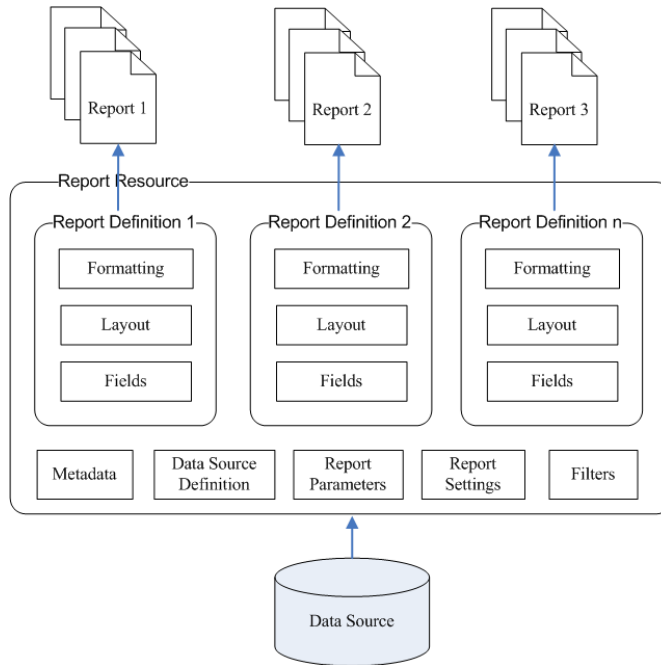 Report 1
Report 2
Report 3
Report Resource
Report Definition 1
Report Definition 2
Report Definition n
Formatting
Formatting
Formatting
Layout
Layout
Layout
Fields
Fields
Fields
Metadata
Data Source
Definition
Report
Parameters
Report
Settings
Filters
Data Source